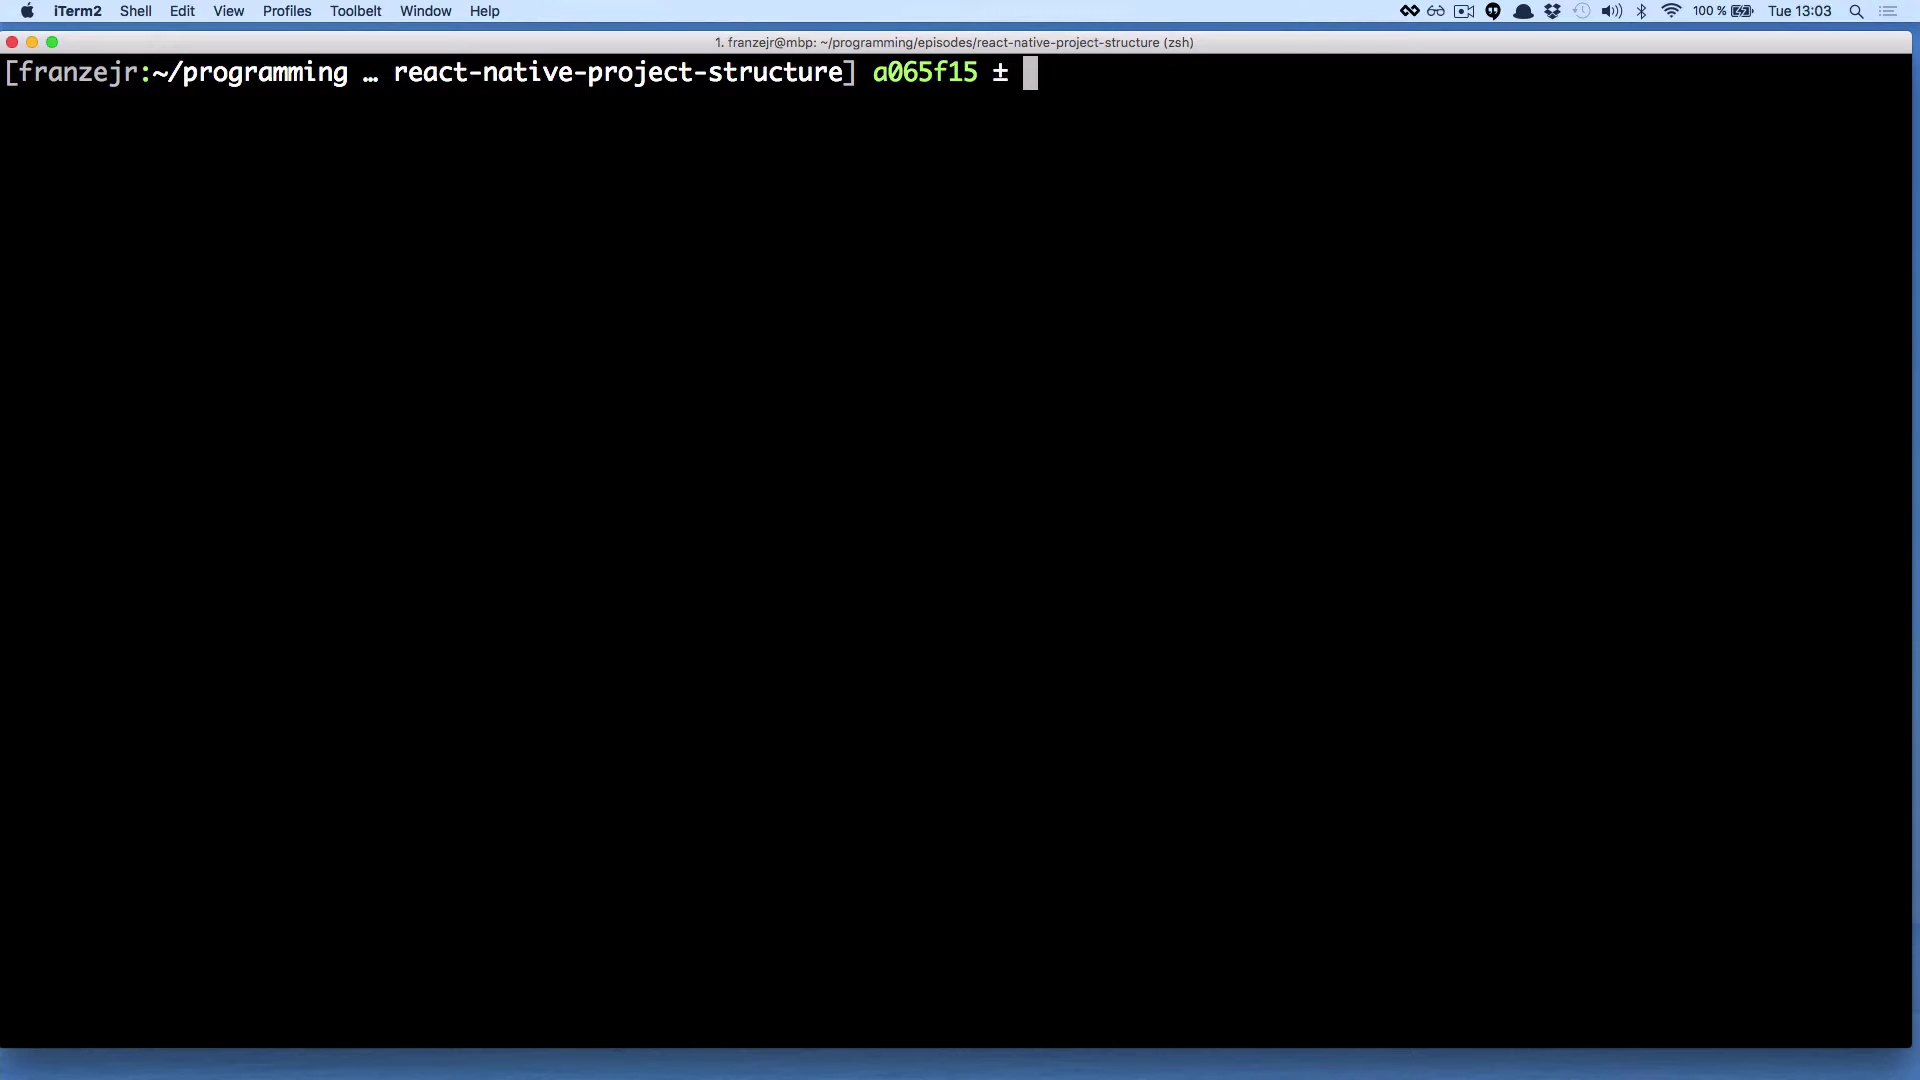 iTerm2 Shell Edit View Profiles Toolbelt Window Help 100 % Tue 13:03
1. franzejr@mbp: ~/programming/episodes/react-native-project-structure (zsh)
[franzejr:~/programming … react-native-project-structure] a065f15 ±